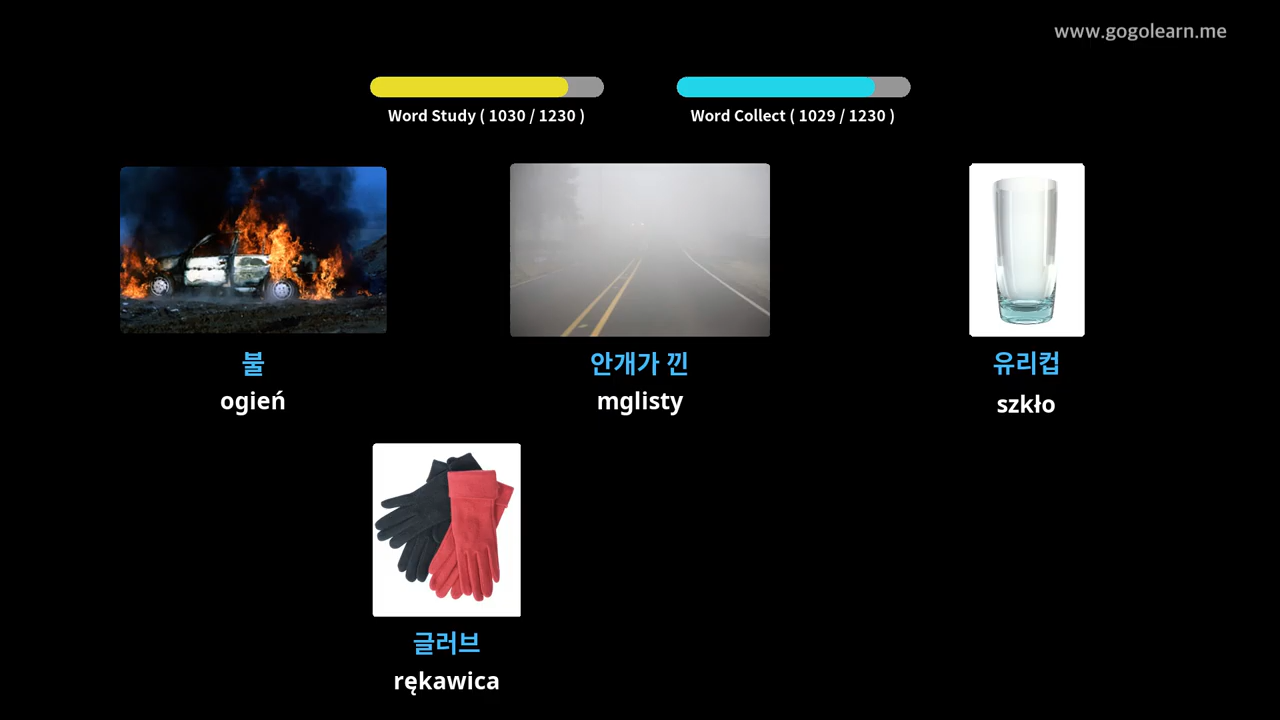 www.gogolearn.me
Word Study ( 1030 / 1230 )
Word Collect ( 1029 / 1230 )
불
ogień
안개가 낀
mglisty
유리컵
szkło
글러브
rękawica